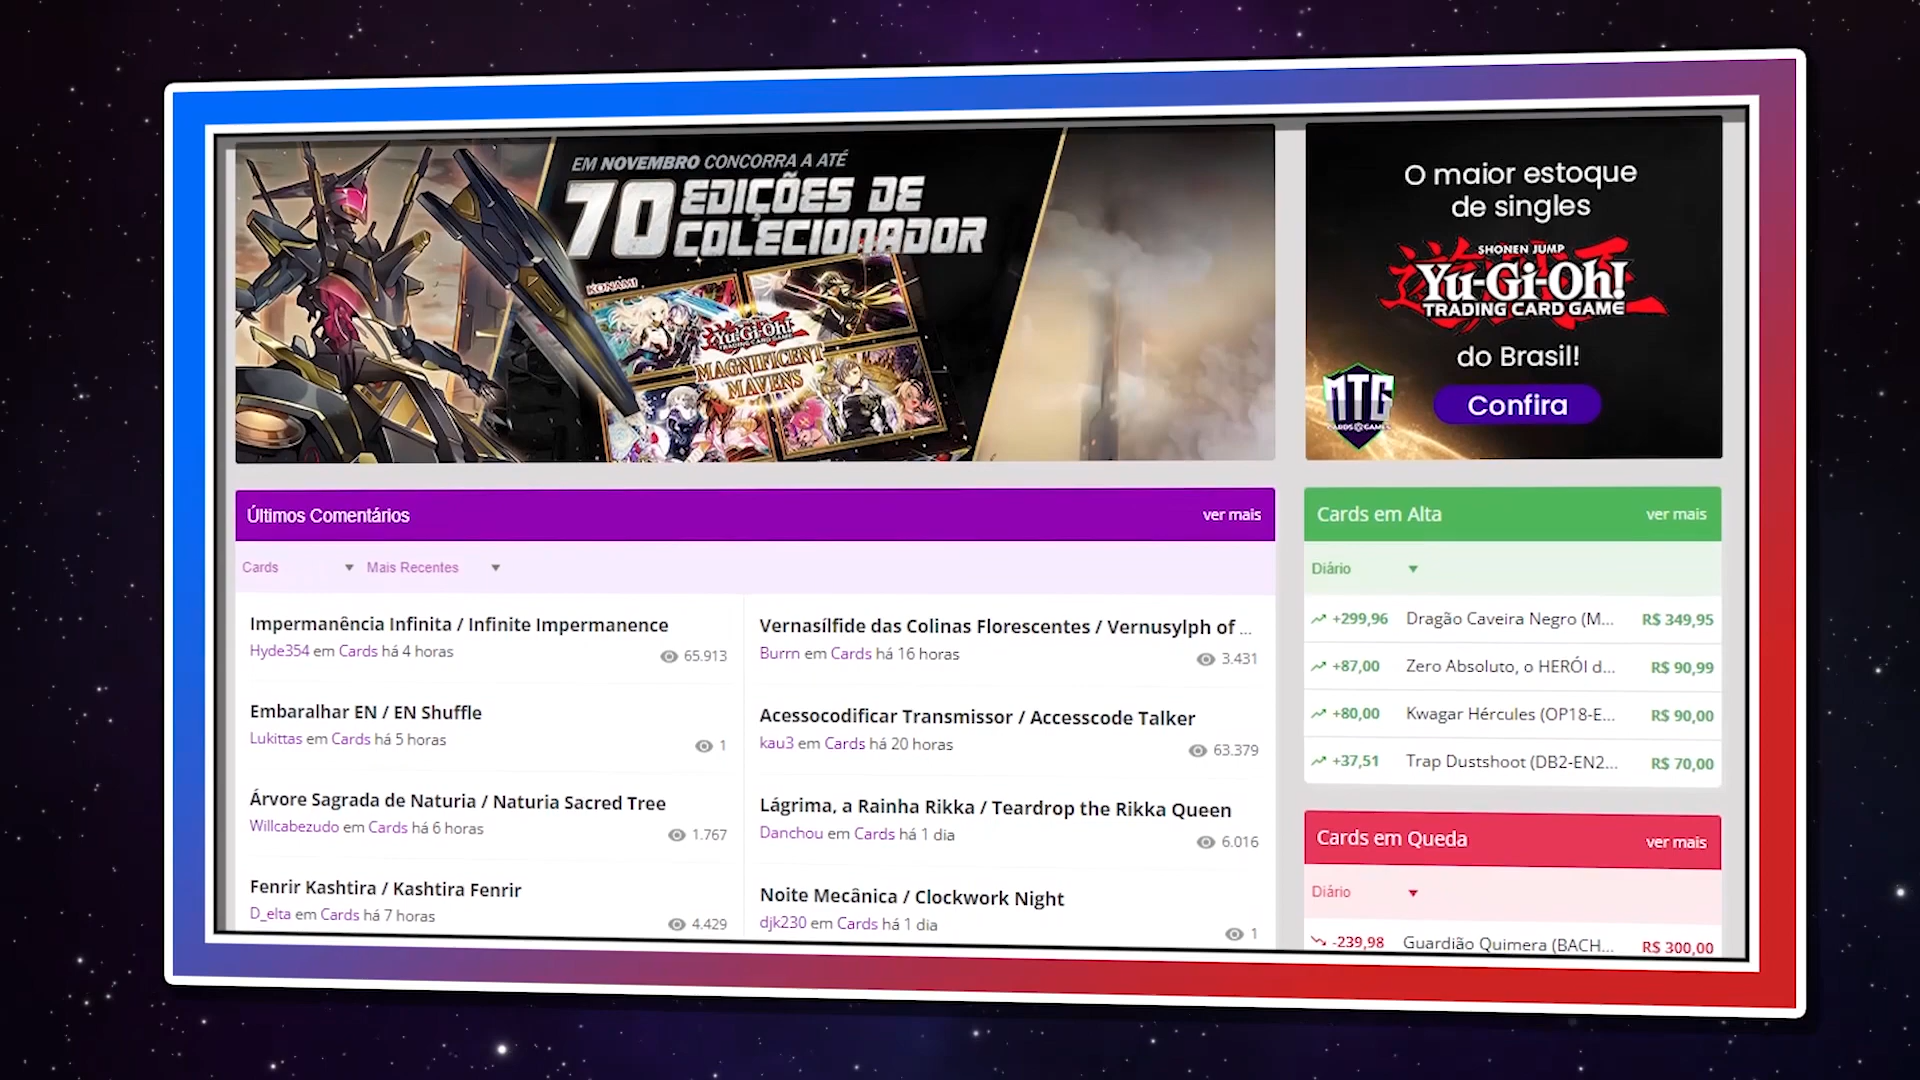 EM NOVEMBRO CONCORRA A ATÉ
70 EDIÇÕES DE
COLECIONADOR
KONAMI
Yu-Gi-Oh!
TRADING CARD GAME
MAGNIFICENT
MAVENS
O maior estoque
de singles
SHONEN JUMP
Yu-Gi-Oh!
TRADING CARD GAME
do Brasil!
MTG
CARDS GAMES
Confira
Últimos Comentários
ver mais
Cards
Mais Recentes
Impermanência Infinita / Infinite Impermanence
Hyde354 em Cards há 4 horas
65.913
Embaralhar EN / EN Shuffle
Lukittas em Cards há 5 horas
1
Árvore Sagrada de Naturia / Naturia Sacred Tree
Willcabezudo em Cards há 6 horas
1.767
Fenrir Kashtira / Kashtira Fenrir
D_elta em Cards há 7 horas
4.429
Vernasílfide das Colinas Florescentes / Vernusylph of ...
Burrn em Cards há 16 horas
3.431
Acessocodificar Transmissor / Accesscode Talker
kau3 em Cards há 20 horas
63.379
Lágrima, a Rainha Rikka / Teardrop the Rikka Queen
Danchou em Cards há 1 dia
6.016
Noite Mecânica / Clockwork Night
djk230 em Cards há 1 dia
1
Cards em Alta
ver mais
Diário
+299,96 Dragão Caveira Negro (M... R$ 349,95
+87,00 Zero Absoluto, o HERÓI d... R$ 90,99
+80,00 Kwagar Hércules (OP18-E... R$ 90,00
+37,51 Trap Dustshoot (DB2-EN2... R$ 70,00
Cards em Queda
ver mais
Diário
-239,98 Guardião Quimera (BACH... R$ 300,00